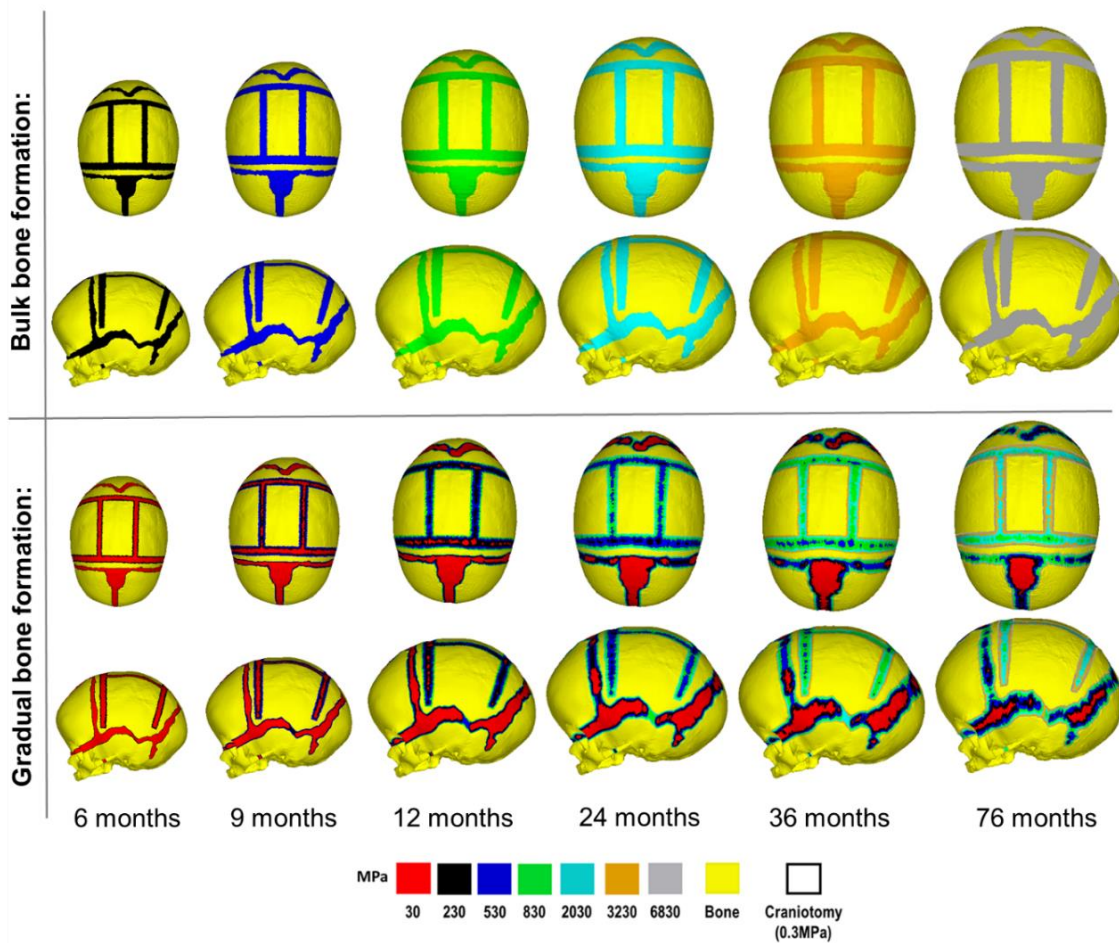 Bulk bone formation:
Gradual bone formation:
6 months 9 months 12 months 24 months 36 months 76 months
MPa
30 230 530 830 2030 3230 6830 Bone Craniotomy
(0.3MPa)